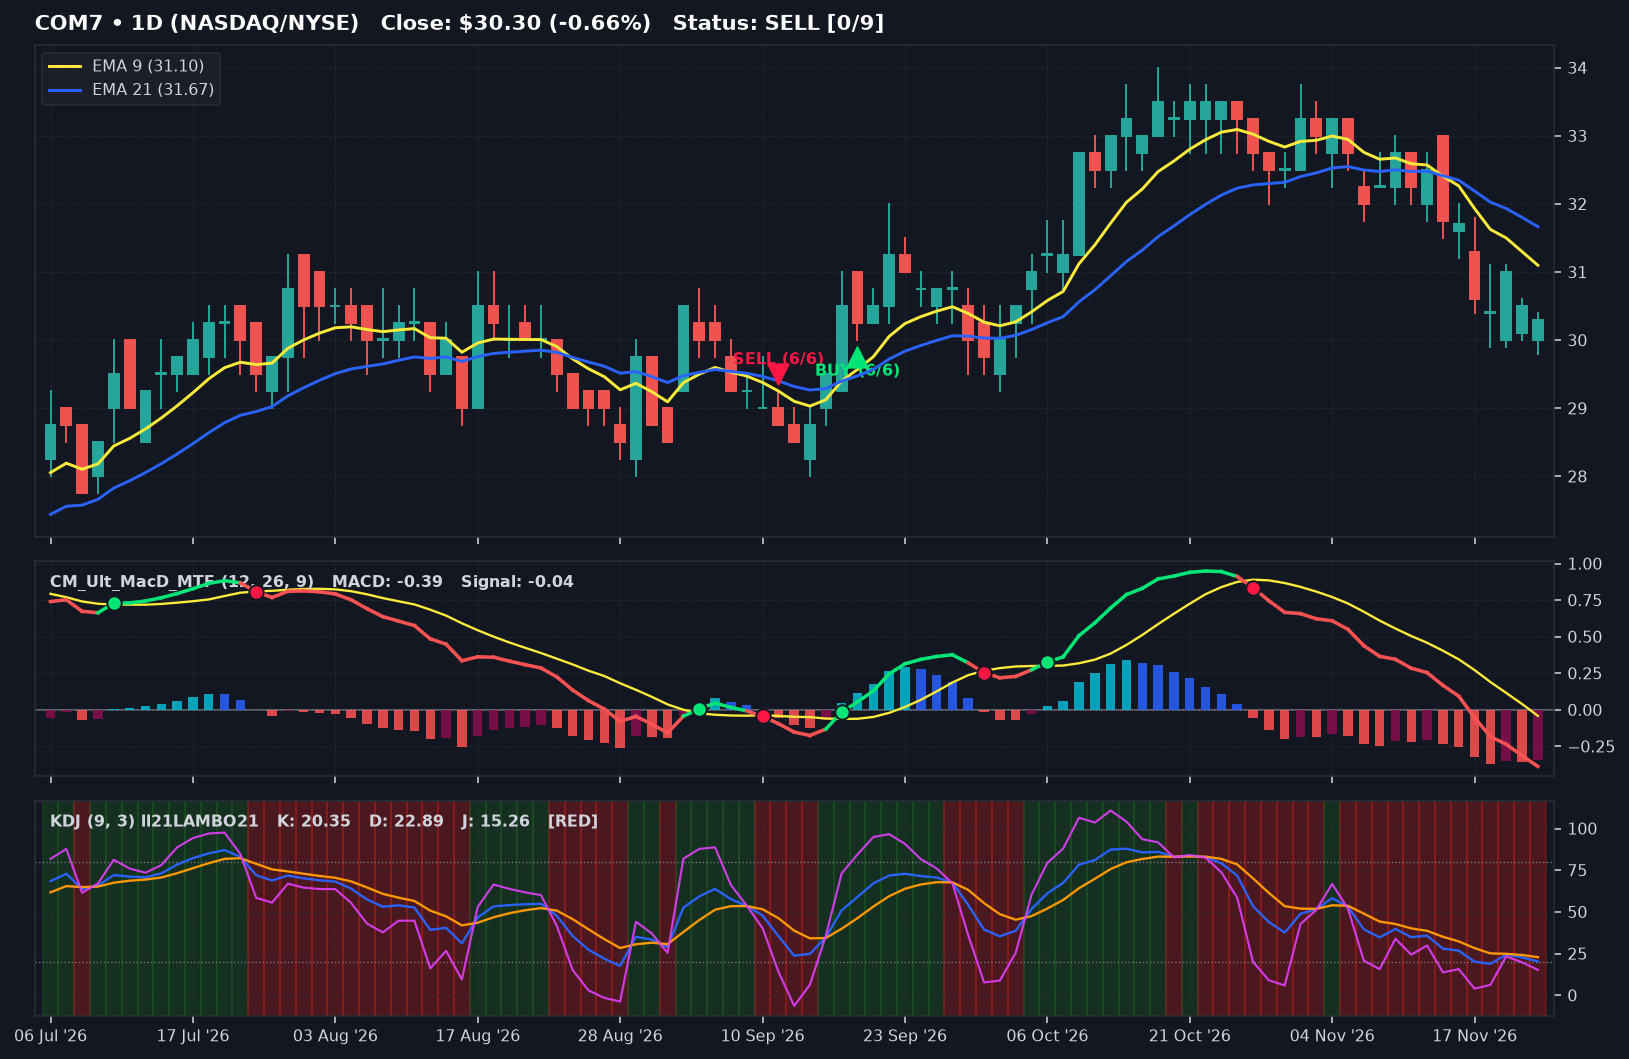 COM7 • 1D (NASDAQ/NYSE)   Close: $30.30 (-0.66%)   Status: SELL [0/9]
EMA 9 (31.10)
EMA 21 (31.67)
34
33
32
31
30
29
28
SELL (6/6)
BUY (6/6)
CM_Ult_MacD_MTF (12, 26, 9)   MACD: -0.39   Signal: -0.04
1.00
0.75
0.50
0.25
0.00
−0.25
KDJ (9, 3) II21LAMBO21   K: 20.35   D: 22.89   J: 15.26   [RED]
100
75
50
25
0
06 Jul '26   17 Jul '26   03 Aug '26   17 Aug '26   28 Aug '26   10 Sep '26   23 Sep '26   06 Oct '26   21 Oct '26   04 Nov '26   17 Nov '26